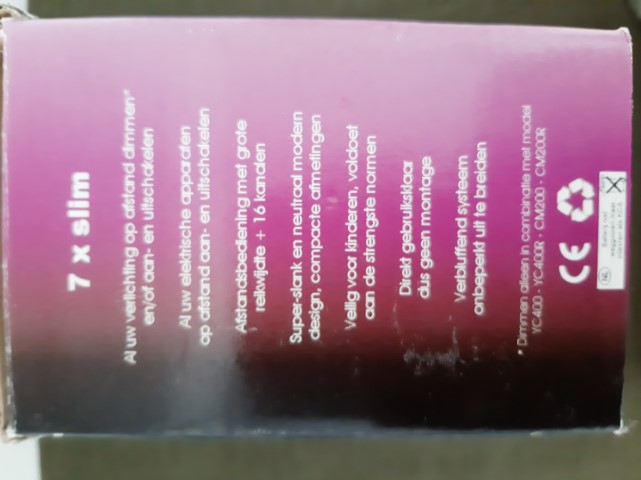 7 x slim
Al uw verlichting op afstand dimmen*
en/of aan- en uitschakelen
Al uw elektrische apparaten
op afstand aan- en uitschakelen
Afstandsbediening met grote
reikwijdte + 16 kanalen
Super-slank en neutraal modern
design, compacte afmetingen
Veilig voor kinderen, voldoet
aan de strengste normen
Direkt gebruiksklaar
dus geen montage
Verbluffend systeem
onbeperkt uit te breiden
* Dimmen alleen in combinatie met model
YC400 · YC400R · CM200 · CM200R
CE
NL